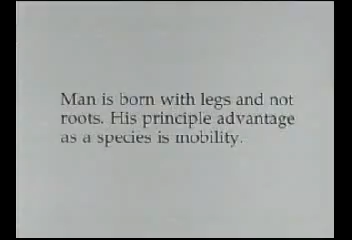 Man is born with legs and not
roots. His principle advantage
as a species is mobility.